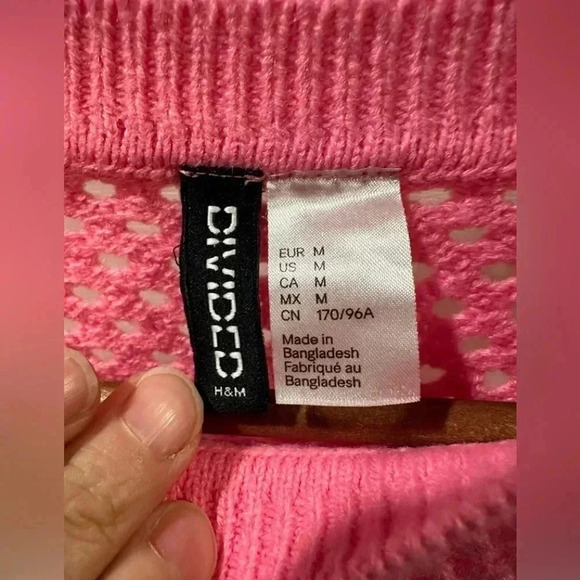 DIVIDED
H&M
EUR M
US M
CA M
MX M
CN 170/96A
Made in
Bangladesh
Fabriqué au
Bangladesh